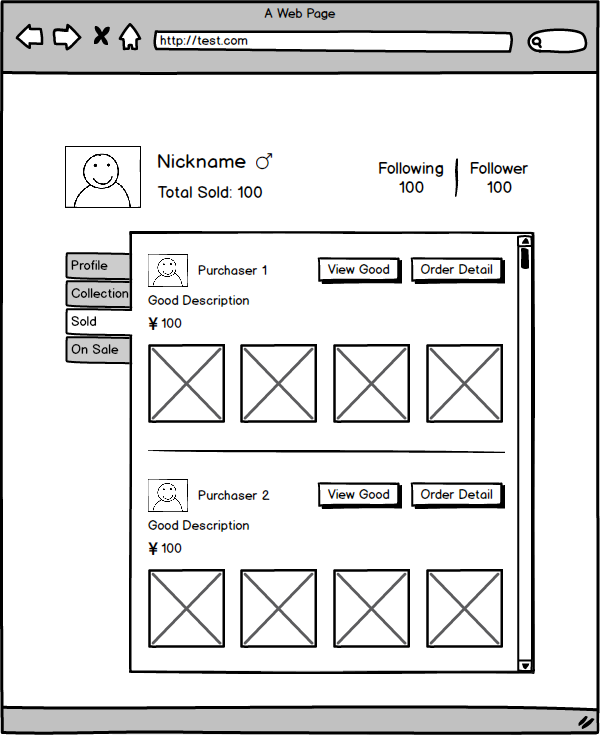 A Web Page
http://test.com
Nickname ♂
Total Sold: 100
Following
100
Follower
100
Profile
Collection
Sold
On Sale
Purchaser 1
View Good
Order Detail
Good Description
¥ 100
Purchaser 2
View Good
Order Detail
Good Description
¥ 100